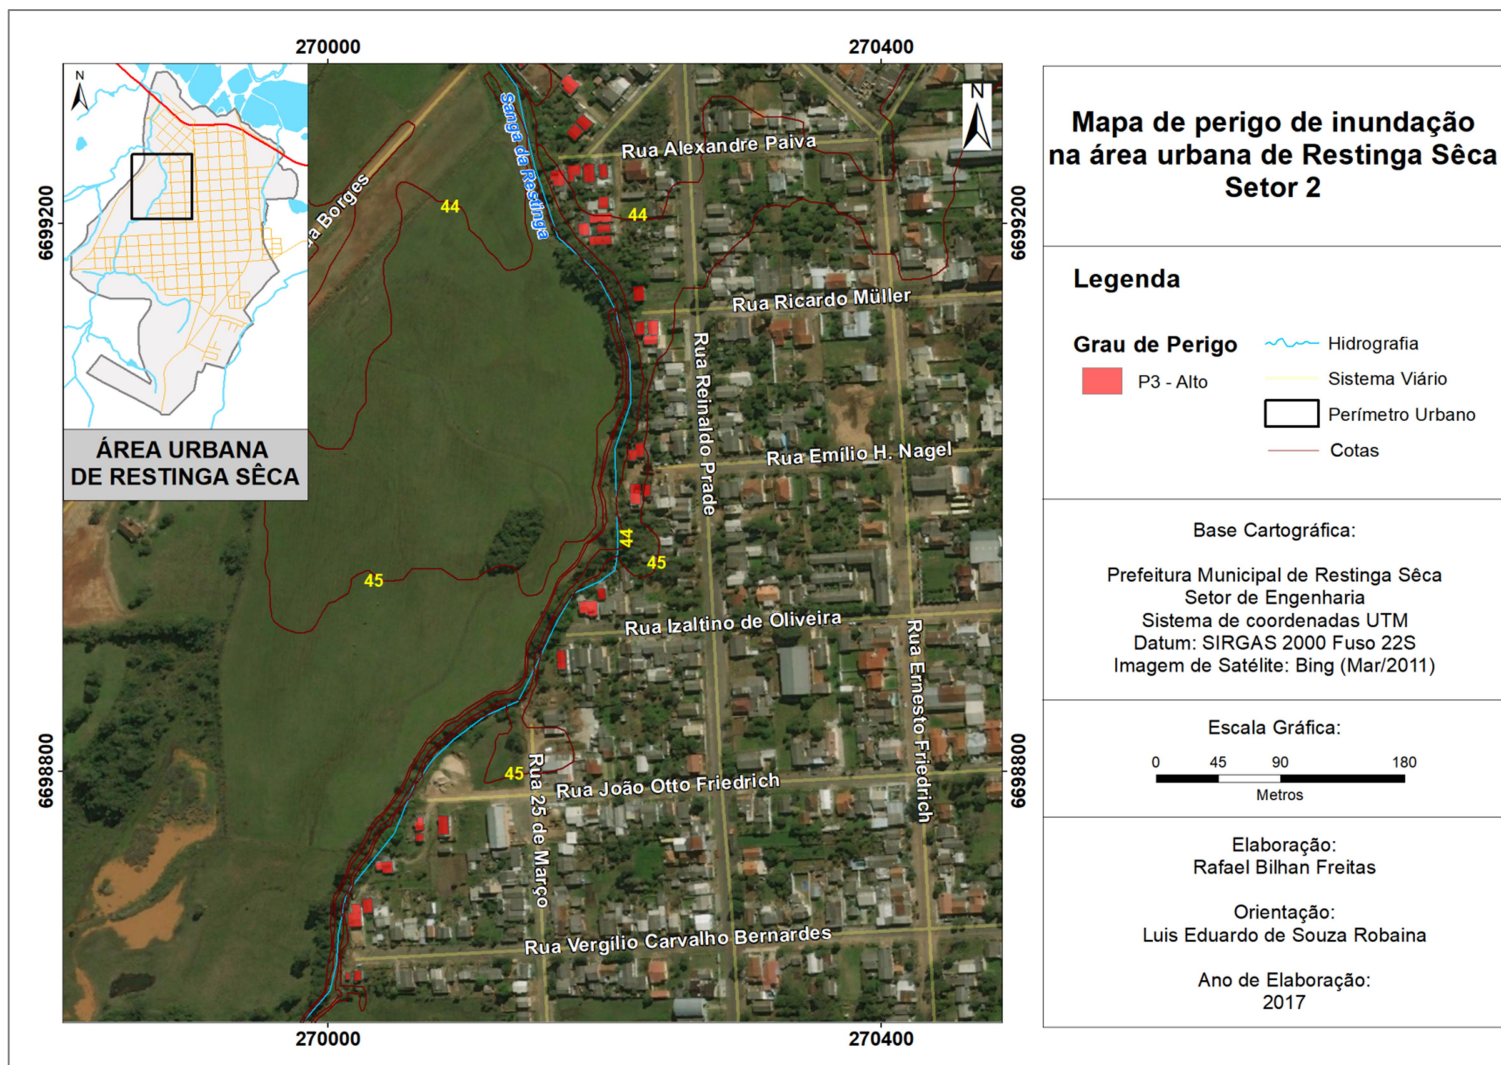 270000
270400
6699200
6698800
6699200
6698800
270000
270400
N
ÁREA URBANA
DE RESTINGA SÊCA
N
Sanga da Restinga
Rua Alexandre Paiva
Borges
44
44
Rua Ricardo Müller
Rua Reinaldo Prade
Rua Emílio H. Nagel
44
45
45
Rua Izaltino de Oliveira
Rua Ernesto Friedrich
45
Rua João Otto Friedrich
Rua 25 de Março
Rua Vergílio Carvalho Bernardes
Mapa de perigo de inundação
na área urbana de Restinga Sêca
Setor 2
Legenda
Grau de Perigo
P3 - Alto
Hidrografia
Sistema Viário
Perímetro Urbano
Cotas
Base Cartográfica:
Prefeitura Municipal de Restinga Sêca
Setor de Engenharia
Sistema de coordenadas UTM
Datum: SIRGAS 2000 Fuso 22S
Imagem de Satélite: Bing (Mar/2011)
Escala Gráfica:
0 45 90 180
Metros
Elaboração:
Rafael Bilhan Freitas
Orientação:
Luis Eduardo de Souza Robaina
Ano de Elaboração:
2017